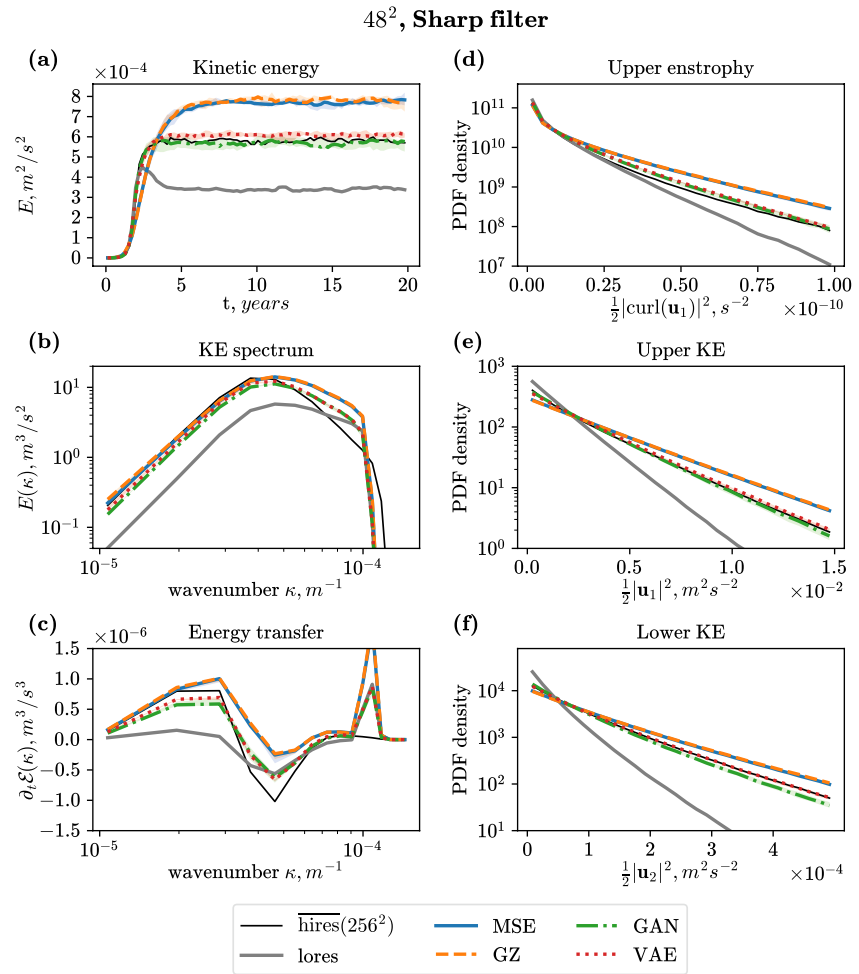 48², Sharp filter
(a)
Kinetic energy
×10⁻⁴
8
7
6
5
4
3
2
1
0
E, m²/s²
0 5 10 15 20
t, years
(d)
Upper enstrophy
10¹¹
10¹⁰
10⁹
10⁸
10⁷
PDF density
0.00 0.25 0.50 0.75 1.00
½|curl(u₁)|², s⁻²
×10⁻¹⁰
(b)
KE spectrum
10¹
10⁰
10⁻¹
E(κ), m³/s²
10⁻⁵ 10⁻⁴
wavenumber κ, m⁻¹
(e)
Upper KE
10³
10²
10¹
10⁰
PDF density
0.0 0.5 1.0 1.5
½|u₁|², m²s⁻²
×10⁻²
(c)
Energy transfer
×10⁻⁶
1.5
1.0
0.5
0.0
−0.5
−1.0
−1.5
∂ₜℰ(κ), m³/s³
10⁻⁵ 10⁻⁴
wavenumber κ, m⁻¹
(f)
Lower KE
10⁴
10³
10²
10¹
PDF density
0 1 2 3 4
½|u₂|², m²s⁻²
×10⁻⁴
hires(256²) MSE GAN
lores GZ VAE